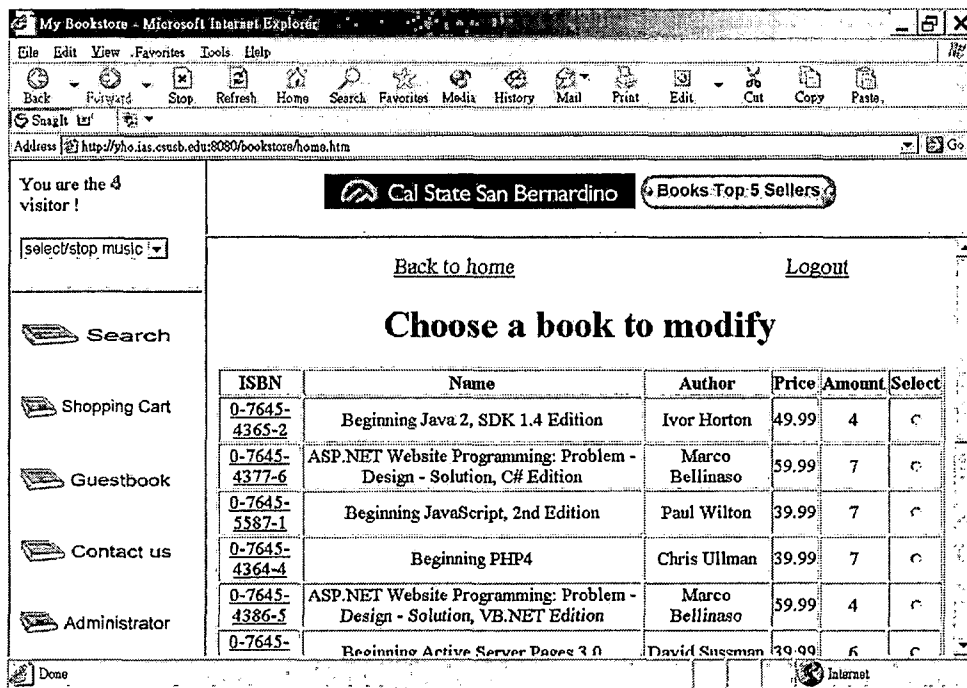 My Bookstore - Microsoft Internet Explorer
File Edit View Favorites Tools Help
Back Forward Stop Refresh Home Search Favorites Media History Mail Print Edit Cut Copy Paste
SnagIt
Address http://yho.ias.csusb.edu:8080/bookstore/home.htm Go
You are the 4
visitor !
select/stop music
Cal State San Bernardino
Books Top 5 Sellers
Search
Shopping Cart
Guestbook
Contact us
Administrator
Back to home Logout
Choose a book to modify
ISBN Name Author Price Amount Select
0-7645-
4365-2 Beginning Java 2, SDK 1.4 Edition Ivor Horton 49.99 4
0-7645-
4377-6 ASP.NET Website Programming: Problem -
Design - Solution, C# Edition Marco
Bellinaso 59.99 7
0-7645-
5587-1 Beginning JavaScript, 2nd Edition Paul Wilton 39.99 7
0-7645-
4364-4 Beginning PHP4 Chris Ullman 39.99 7
0-7645-
4386-5 ASP.NET Website Programming: Problem -
Design - Solution, VB.NET Edition Marco
Bellinaso 59.99 4
0-7645-
Beginning Active Server Pages 3.0 David Sussman 39.99 6
Done Internet